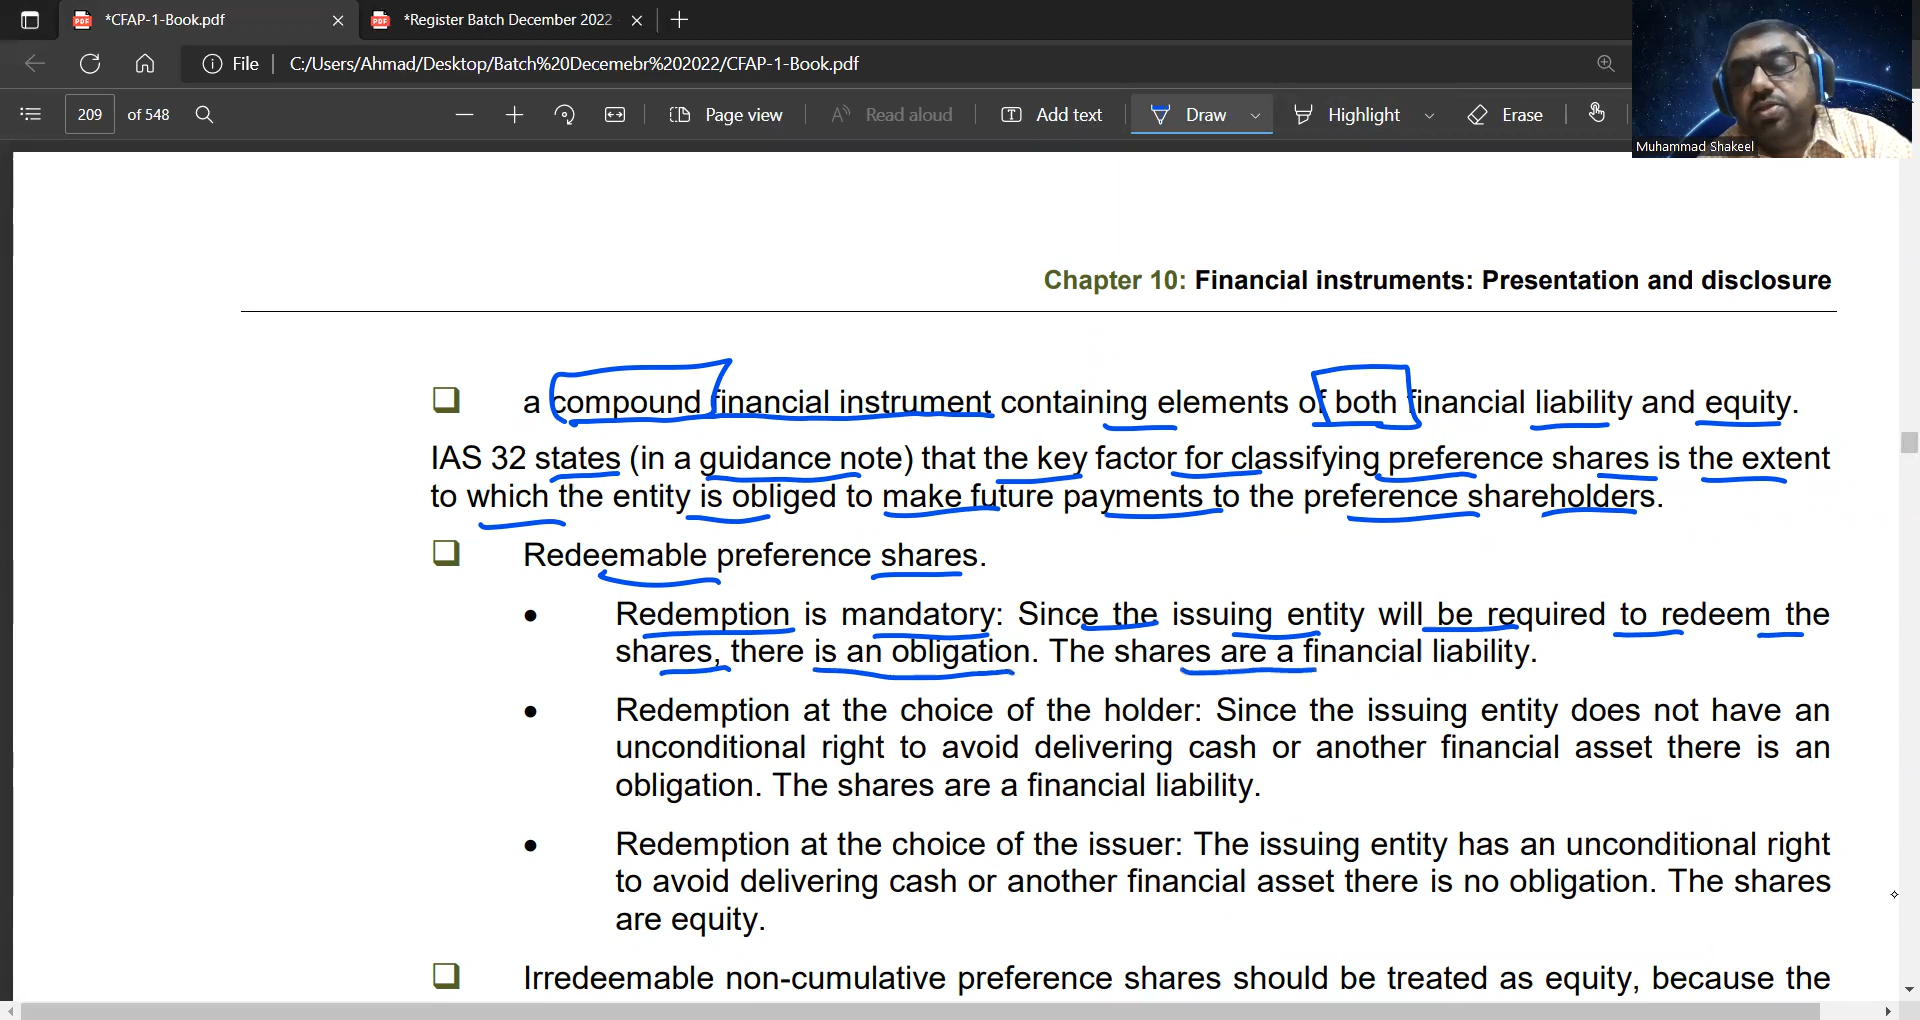 *CFAP-1-Book.pdf
*Register Batch December 2022
File
C:/Users/Ahmad/Desktop/Batch%20Decemebr%202022/CFAP-1-Book.pdf
209 of 548
Page view
Read aloud
Add text
Draw
Highlight
Erase
Muhammad Shakeel
Chapter 10: Financial instruments: Presentation and disclosure
❑ a compound financial instrument containing elements of both financial liability and equity.
IAS 32 states (in a guidance note) that the key factor for classifying preference shares is the extent
to which the entity is obliged to make future payments to the preference shareholders.
❑ Redeemable preference shares.
• Redemption is mandatory: Since the issuing entity will be required to redeem the
shares, there is an obligation. The shares are a financial liability.
• Redemption at the choice of the holder: Since the issuing entity does not have an
unconditional right to avoid delivering cash or another financial asset there is an
obligation. The shares are a financial liability.
• Redemption at the choice of the issuer: The issuing entity has an unconditional right
to avoid delivering cash or another financial asset there is no obligation. The shares
are equity.
❑ Irredeemable non-cumulative preference shares should be treated as equity, because the